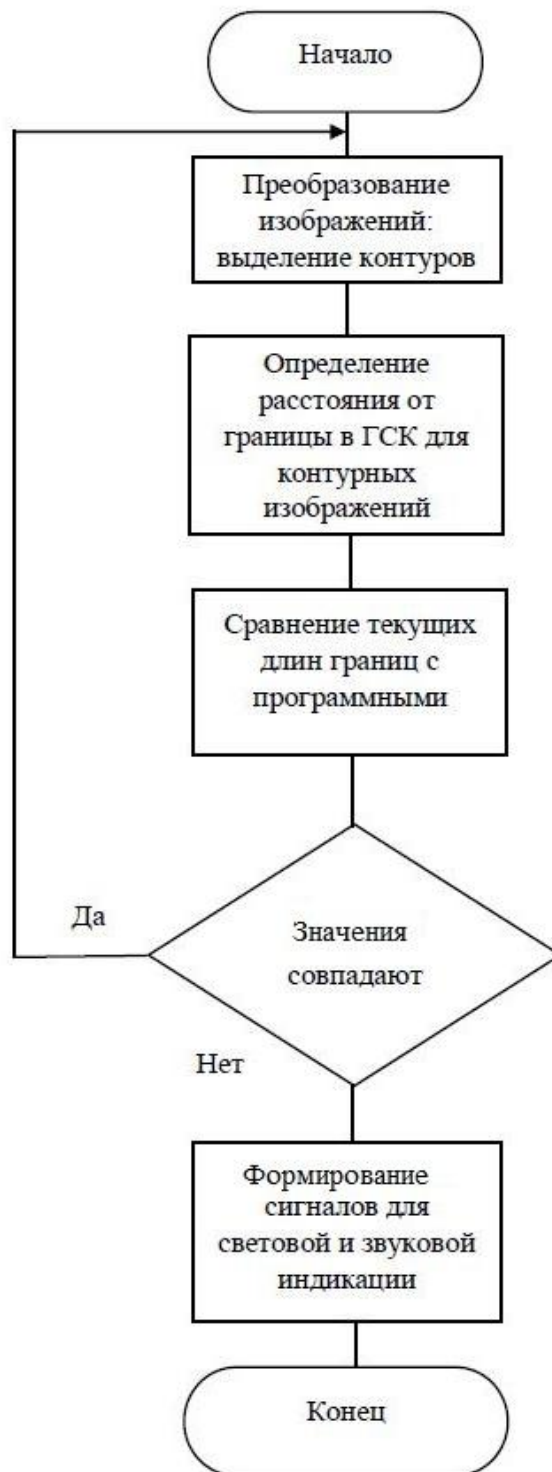 Начало
Преобразование
изображений:
выделение контуров
Определение
расстояния от
границы в ГСК для
контурных
изображений
Сравнение текущих
длин границ с
программными
Да
Значения
совпадают
Нет
Формирование
сигналов для
световой и звуковой
индикации
Конец